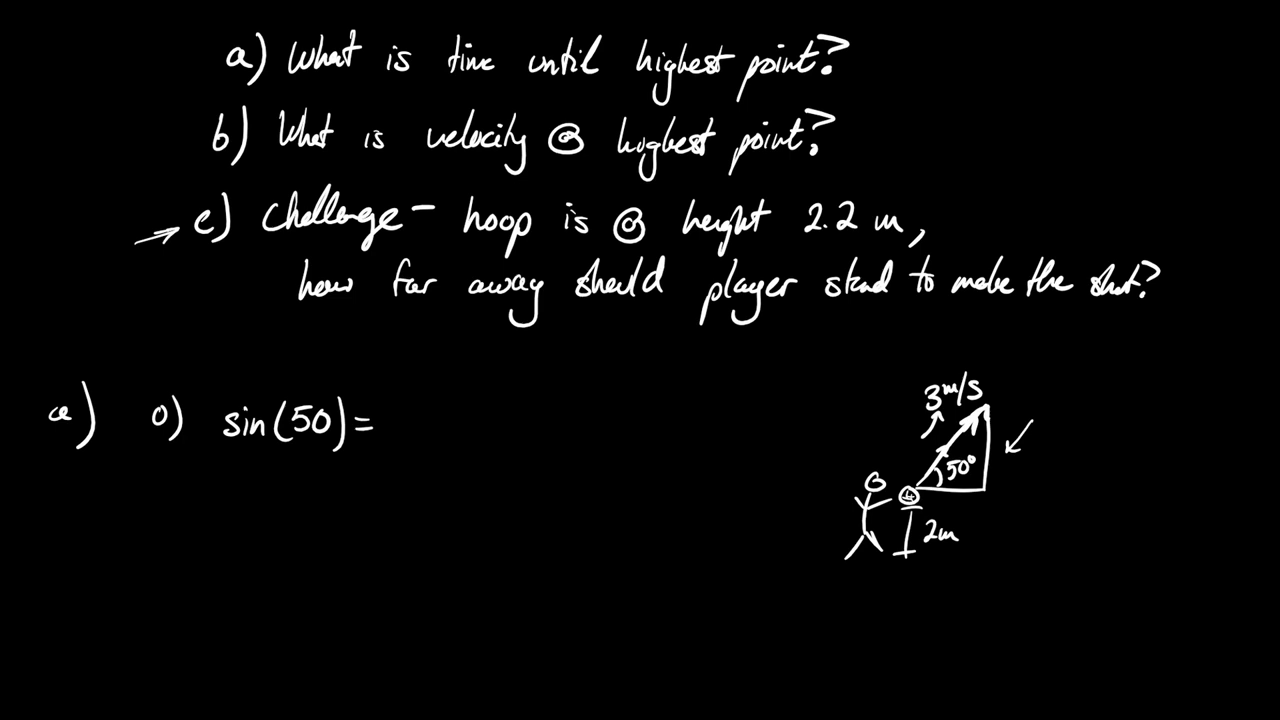 a) What is time until highest point?
b) What is velocity @ highest point?
c) Challenge - hoop is @ height 2.2 m,
how far away should player stand to make the shot?
a) 0) sin(50)=
3 m/s
50°
2m